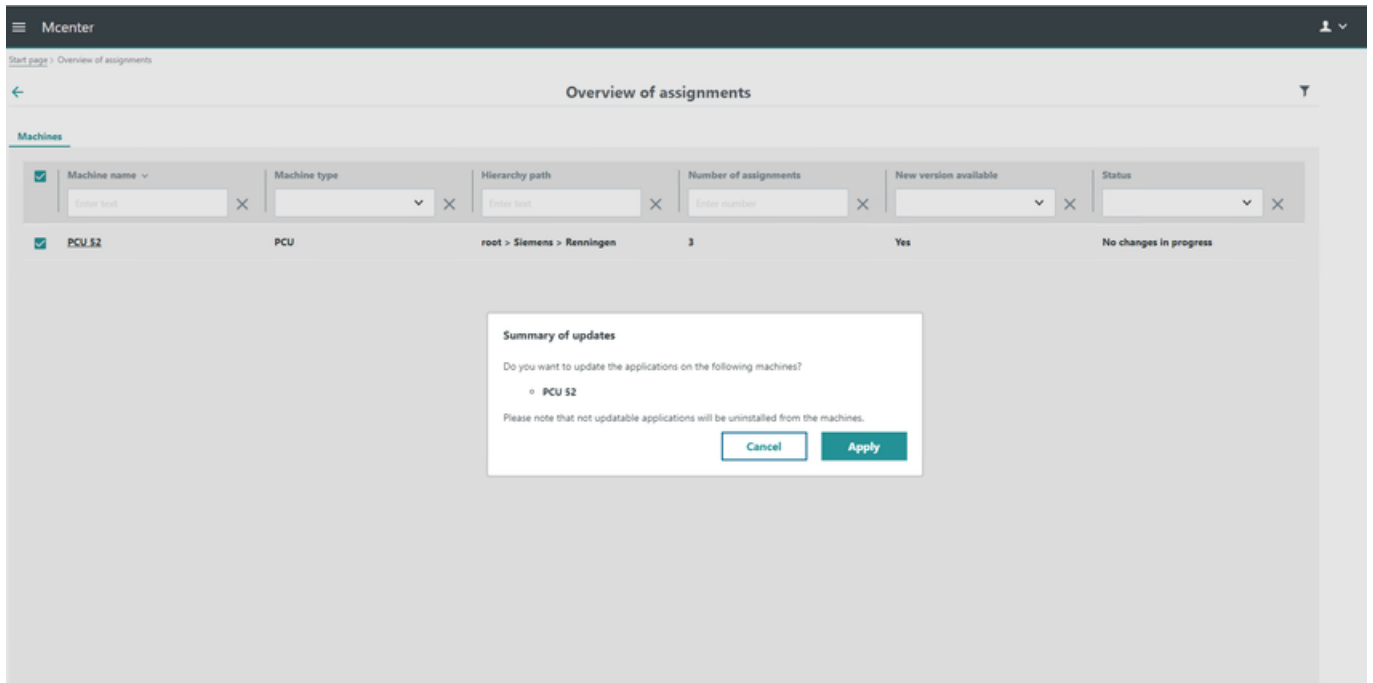 Mcenter
Start page > Overview of assignments
Overview of assignments
Machines
Machine name Machine type Hierarchy path Number of assignments New version available Status
Enter text Enter text Enter number
PCU 52 PCU root > Siemens > Renningen 3 Yes No changes in progress
Summary of updates
Do you want to update the applications on the following machines?
PCU 52
Please note that not updatable applications will be uninstalled from the machines.
Cancel Apply